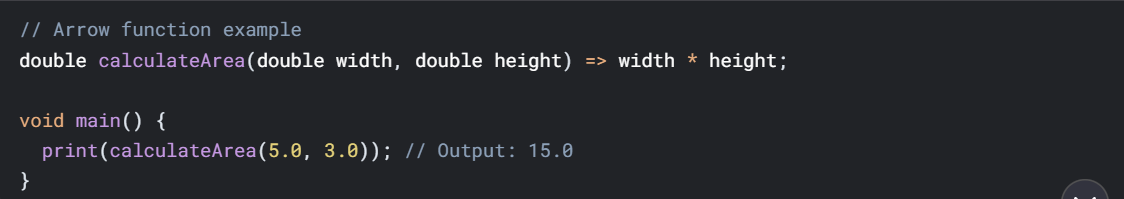 // Arrow function example
double calculateArea(double width, double height) => width * height;
void main() {
  print(calculateArea(5.0, 3.0)); // Output: 15.0
}